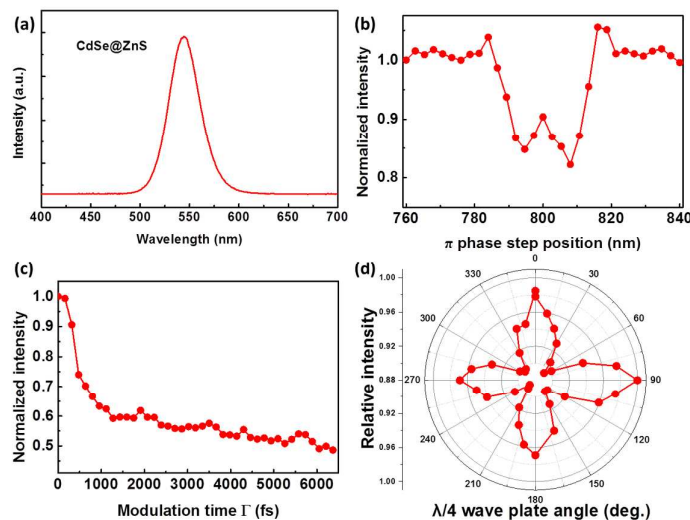 (a)
CdSe@ZnS
Intensity (a.u.)
400 450 500 550 600 650 700
Wavelength (nm)
(b)
Normalized intensity
1.0
0.9
0.8
760 780 800 820 840
π phase step position (nm)
(c)
Normalized intensity
1.0
0.9
0.8
0.7
0.6
0.5
0 1000 2000 3000 4000 5000 6000
Modulation time Γ (fs)
(d)
Relative intensity
1.00
0.96
0.92
0.88
0.92
0.96
1.00
0
30
60
90
120
150
180
210
240
270
300
330
λ/4 wave plate angle (deg.)